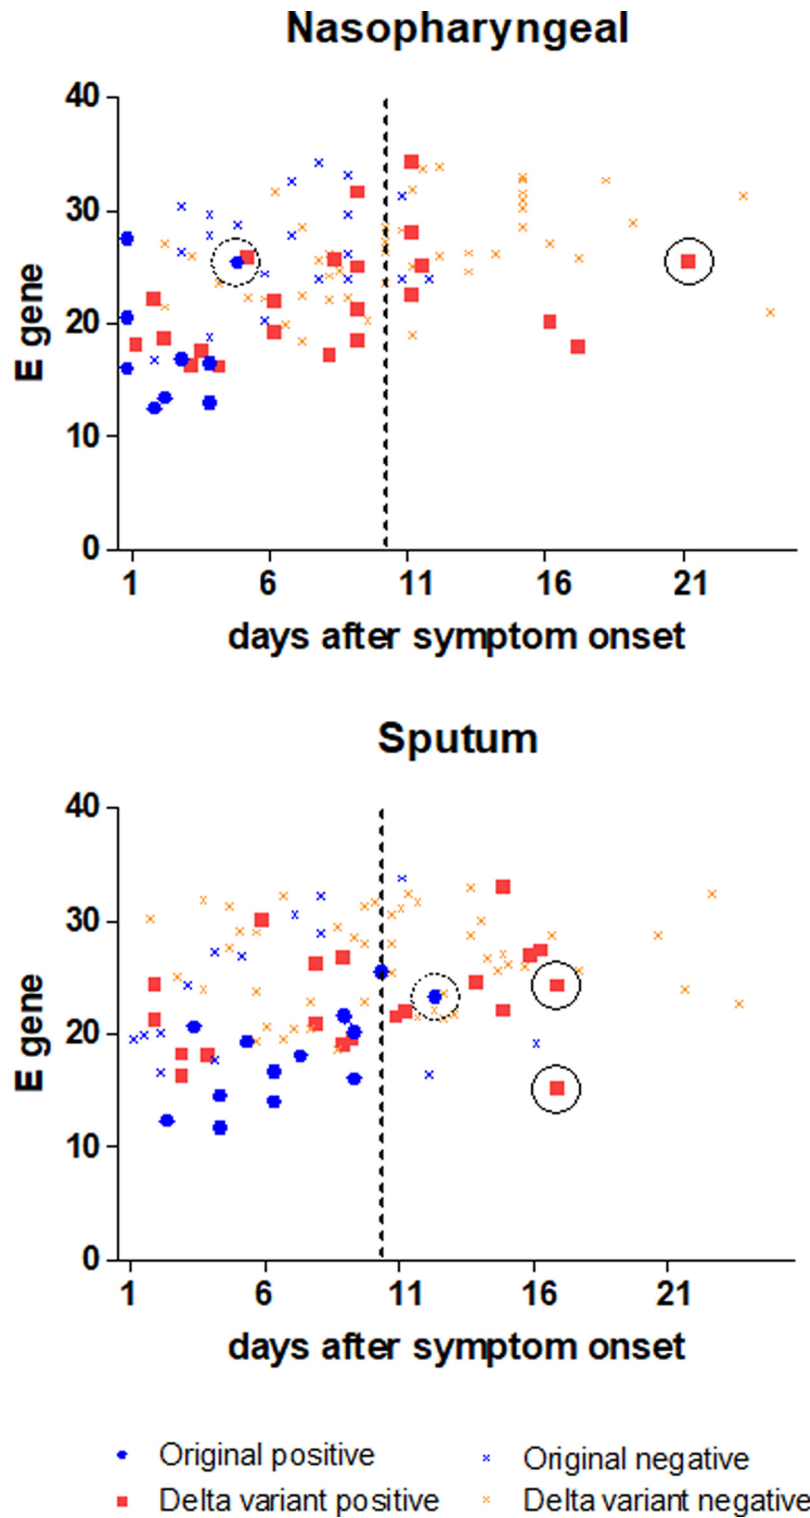 Nasopharyngeal
40
30
20
10
0
E gene
1 6 11 16 21
days after symptom onset
Sputum
40
30
20
10
0
E gene
1 6 11 16 21
days after symptom onset
Original positive Original negative
Delta variant positive Delta variant negative